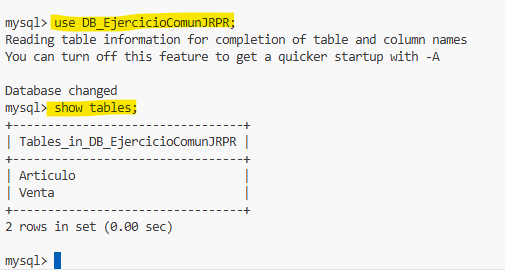 mysql> use DB_EjercicioComunJRPR;
Reading table information for completion of table and column names
You can turn off this feature to get a quicker startup with -A
Database changed
mysql> show tables;
+--------------------------------+
| Tables_in_DB_EjercicioComunJRPR |
+--------------------------------+
| Articulo |
| Venta |
+--------------------------------+
2 rows in set (0.00 sec)
mysql>